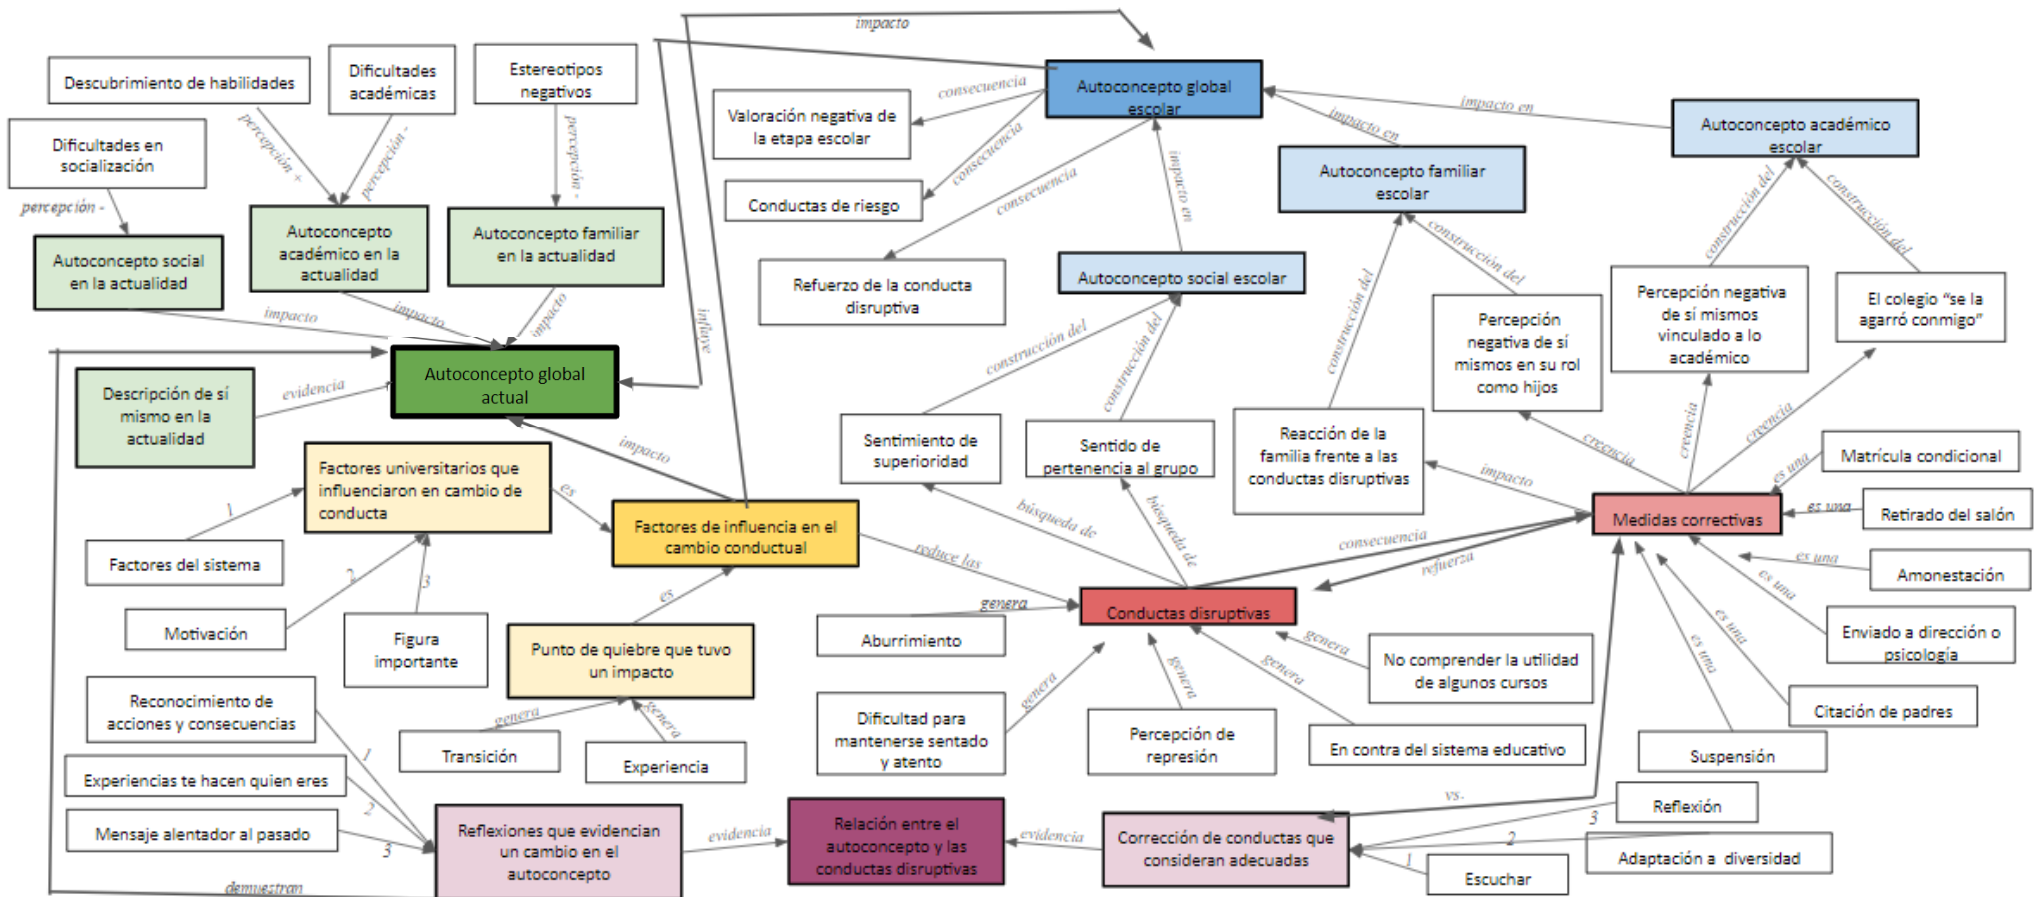 impacto
Descubrimiento de habilidades
Dificultades
académicas
Estereotipos
negativos
Autoconcepto global
escolar
consecuencia
impacto en
Valoración negativa de
la etapa escolar
consecuencia
impacto en
Autoconcepto académico
escolar
Dificultades en
socialización
percepción +
percepción -
percepción -
Autoconcepto familiar
escolar
Conductas de riesgo
consecuencia
impacto en
construcción del
construcción del
percepción -
Autoconcepto social
en la actualidad
Autoconcepto
académico en la
actualidad
Autoconcepto familiar
en la actualidad
Refuerzo de la conducta
disruptiva
Autoconcepto social escolar
construcción del
construcción del
Percepción negativa
de sí mismos
vinculado a lo
académico
El colegio “se la
agarró conmigo”
impacto
impacto
impacto
influye
construcción del
construcción del
Percepción
negativa de sí
mismos en su rol
como hijos
Autoconcepto global
actual
Descripción de sí
mismo en la
actualidad
evidencia
impacto
Sentimiento de
superioridad
Sentido de
pertenencia al grupo
Reacción de la
familia frente a las
conductas disruptivas
creencia
creencia
creencia
Matrícula condicional
es una
Factores universitarios que
influenciaron en cambio de
conducta
es
Factores de influencia en el
cambio conductual
búsqueda de
búsqueda de
impacto
Medidas correctivas
es una
Retirado del salón
1
Factores del sistema
reduce las
consecuencia
refuerza
es una
Amonestación
2
3
es
Motivación
Figura
importante
Punto de quiebre que tuvo
un impacto
genera
Aburrimiento
Conductas disruptivas
genera
No comprender la utilidad
de algunos cursos
es una
es una
es una
Enviado a dirección o
psicología
Reconocimiento de
acciones y consecuencias
genera
genera
Transición
Experiencia
genera
genera
genera
Dificultad para
mantenerse sentado
y atento
Percepción de
represión
En contra del sistema educativo
Citación de padres
Suspensión
1
Experiencias te hacen quien eres
2
Mensaje alentador al pasado
3
Reflexiones que evidencian
un cambio en el
autoconcepto
evidencia
Relación entre el
autoconcepto y las
conductas disruptivas
evidencia
Corrección de conductas que
consideran adecuadas
vs.
Reflexión
3
2
Adaptación a diversidad
1
Escuchar
demuestran
consecuencia